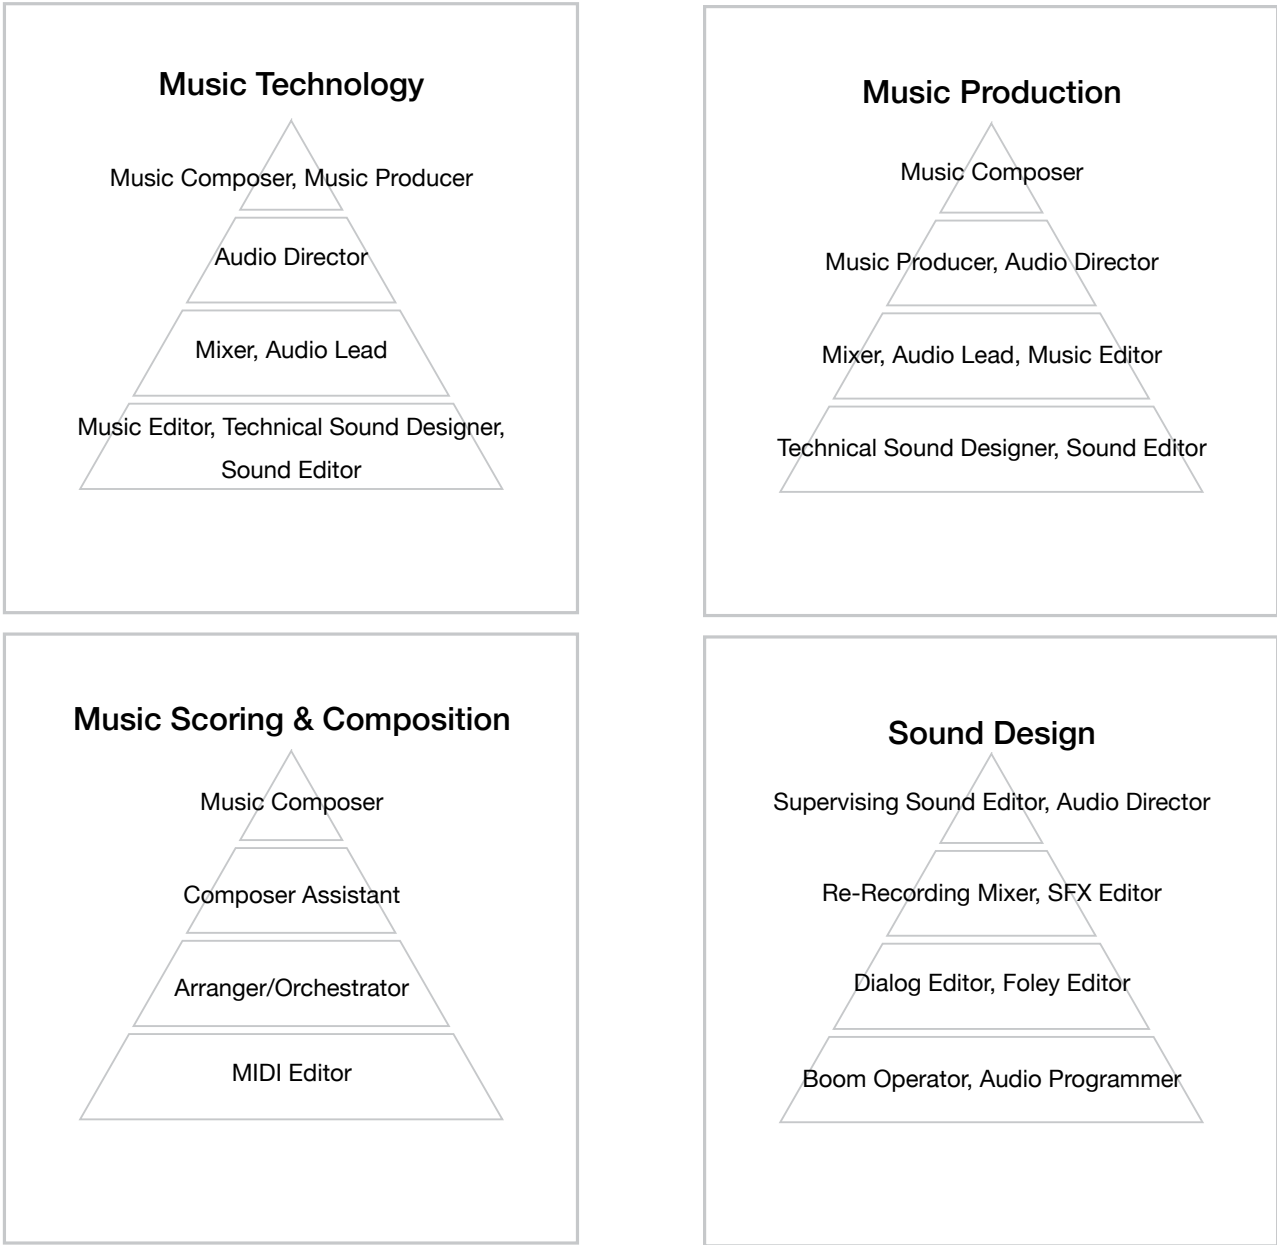 Music Technology
Music Composer, Music Producer
Audio Director
Mixer, Audio Lead
Music Editor, Technical Sound Designer,
Sound Editor
Music Production
Music Composer
Music Producer, Audio Director
Mixer, Audio Lead, Music Editor
Technical Sound Designer, Sound Editor
Music Scoring & Composition
Music Composer
Composer Assistant
Arranger/Orchestrator
MIDI Editor
Sound Design
Supervising Sound Editor, Audio Director
Re-Recording Mixer, SFX Editor
Dialog Editor, Foley Editor
Boom Operator, Audio Programmer